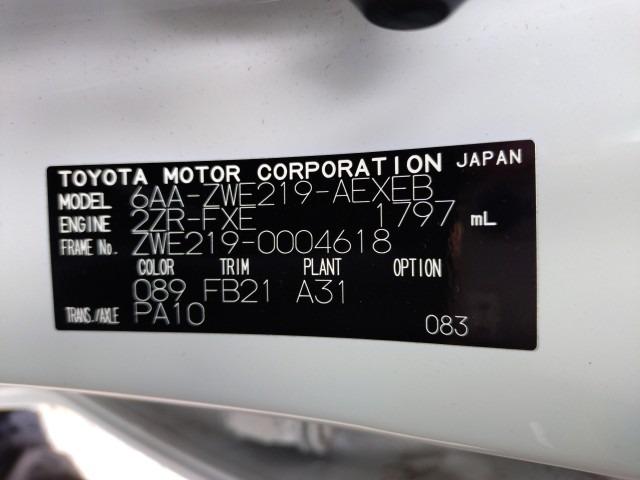 TOYOTA MOTOR CORPORATION JAPAN
MODEL 6AA-ZWE219-AEXEB
ENGINE 2ZR-FXE 1797 mL
FRAME No. ZWE219-0004618
COLOR TRIM PLANT OPTION
089 FB21 A31
TRANS./AXLE PA10
083